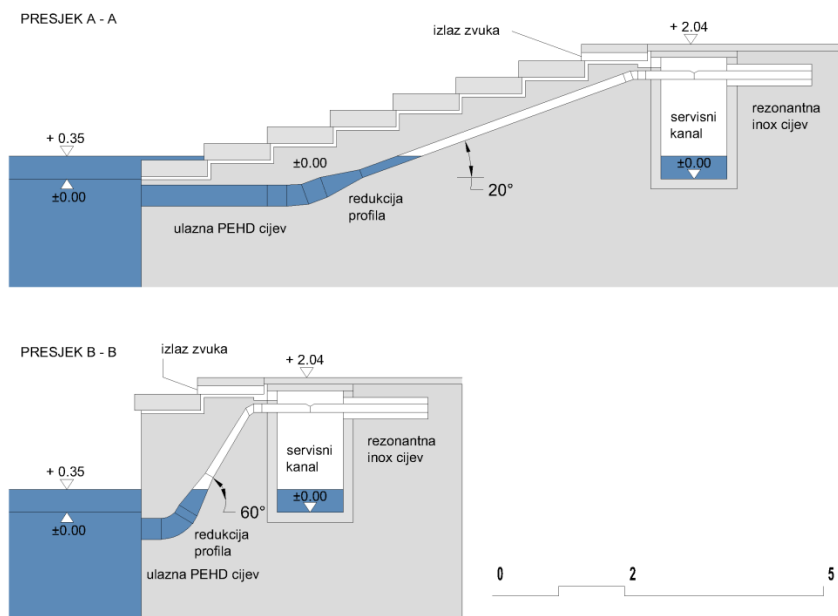 PRESJEK A - A
izlaz zvuka
+ 2.04
+ 0.35
±0.00
±0.00
servisni
kanal
rezonantna
inox cijev
±0.00
20°
redukcija
profila
ulazna PEHD cijev
PRESJEK B - B
izlaz zvuka
+ 2.04
+ 0.35
±0.00
servisni
kanal
rezonantna
inox cijev
±0.00
60°
redukcija
profila
ulazna PEHD cijev
0 2 5